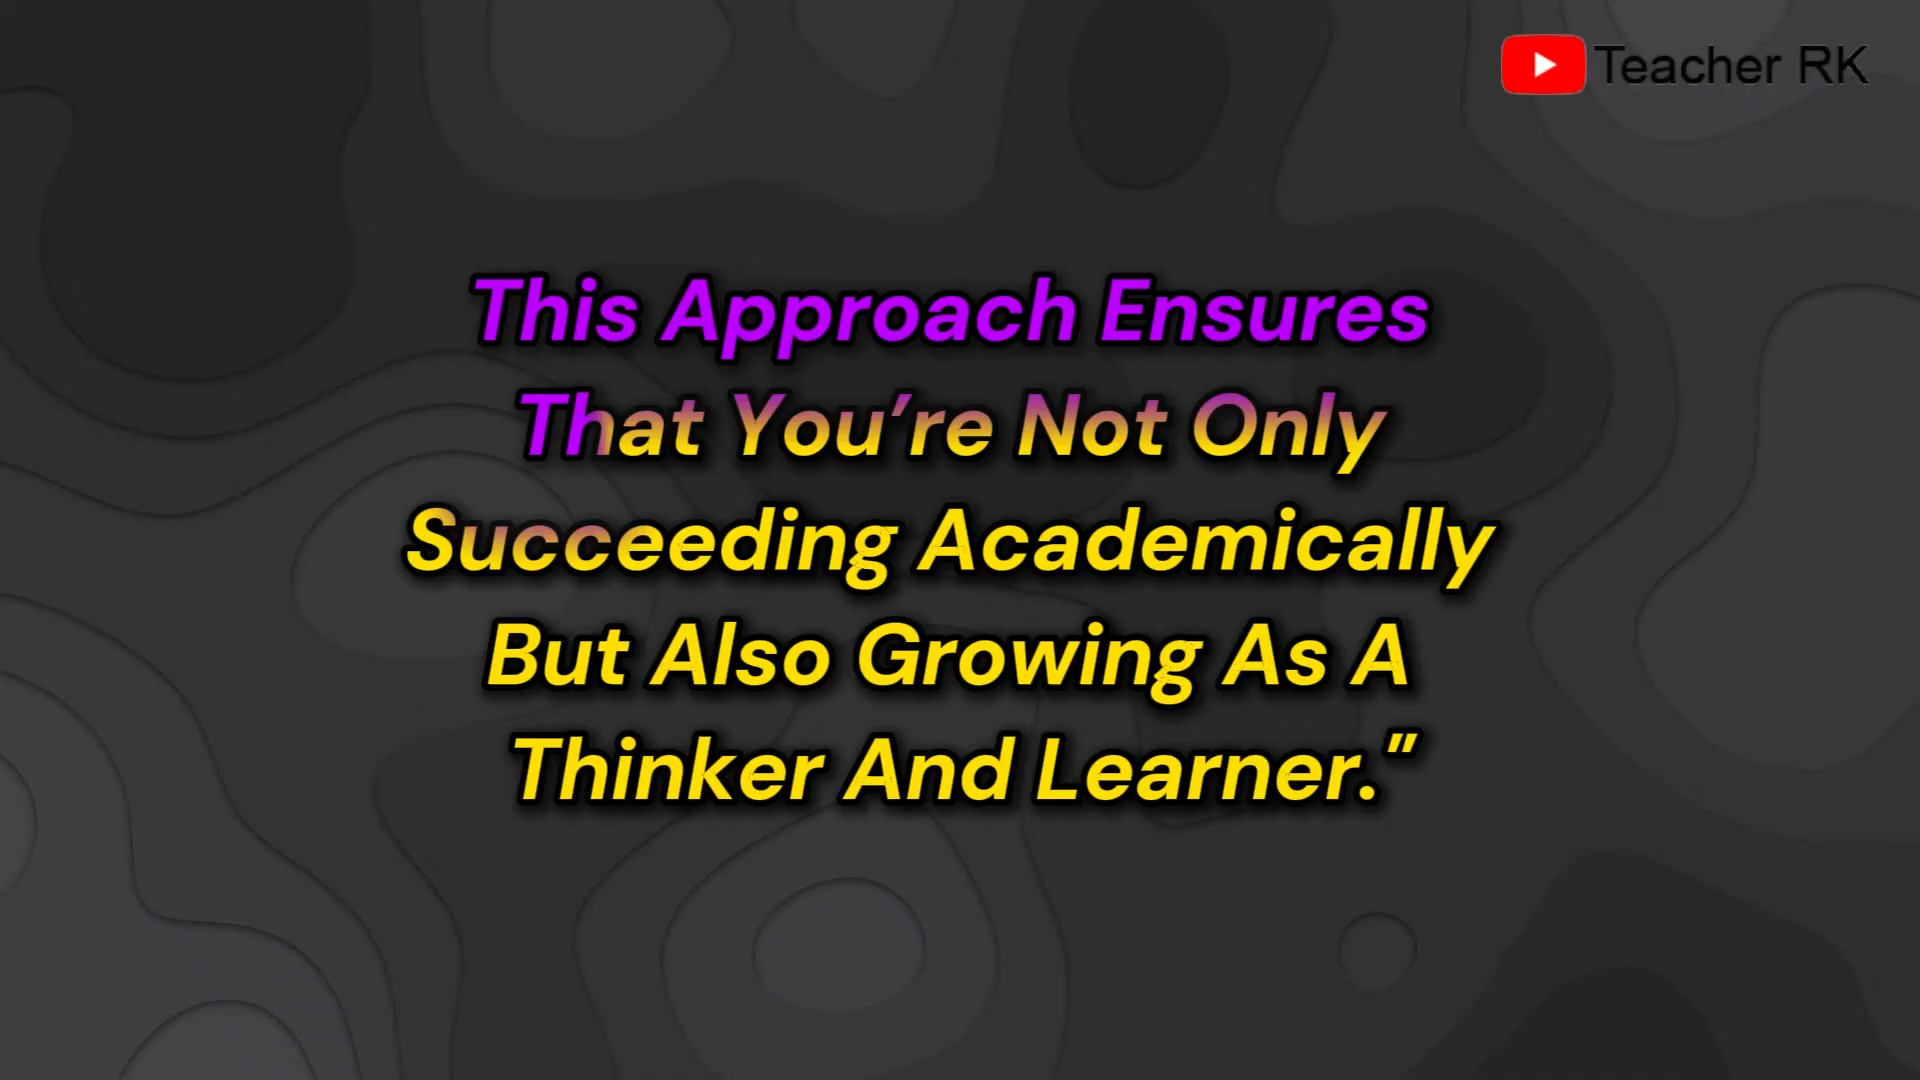 Teacher RK
This Approach Ensures
That You’re Not Only
Succeeding Academically
But Also Growing As A
Thinker And Learner.”